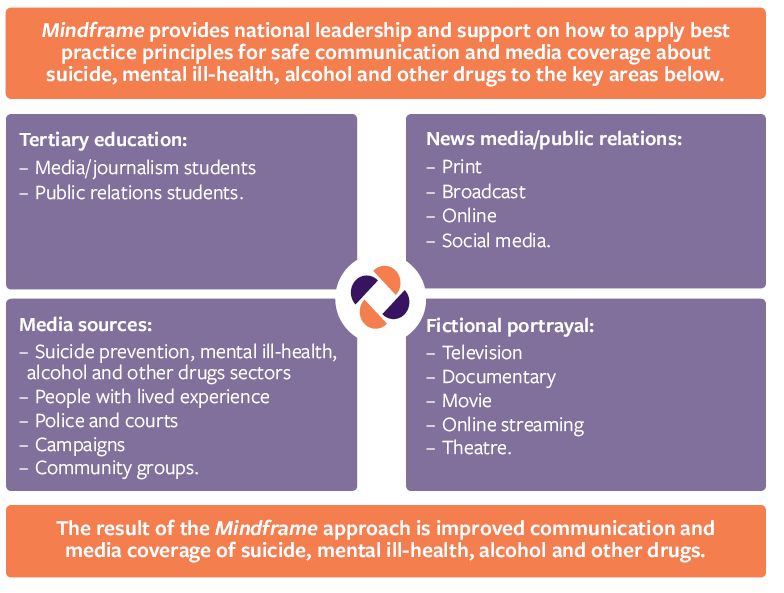 Mindframe provides national leadership and support on how to apply best
practice principles for safe communication and media coverage about
suicide, mental ill-health, alcohol and other drugs to the key areas below.
Tertiary education:
– Media/journalism students
– Public relations students.
News media/public relations:
– Print
– Broadcast
– Online
– Social media.
Media sources:
– Suicide prevention, mental ill-health,
alcohol and other drugs sectors
– People with lived experience
– Police and courts
– Campaigns
– Community groups.
Fictional portrayal:
– Television
– Documentary
– Movie
– Online streaming
– Theatre.
The result of the Mindframe approach is improved communication and
media coverage of suicide, mental ill-health, alcohol and other drugs.